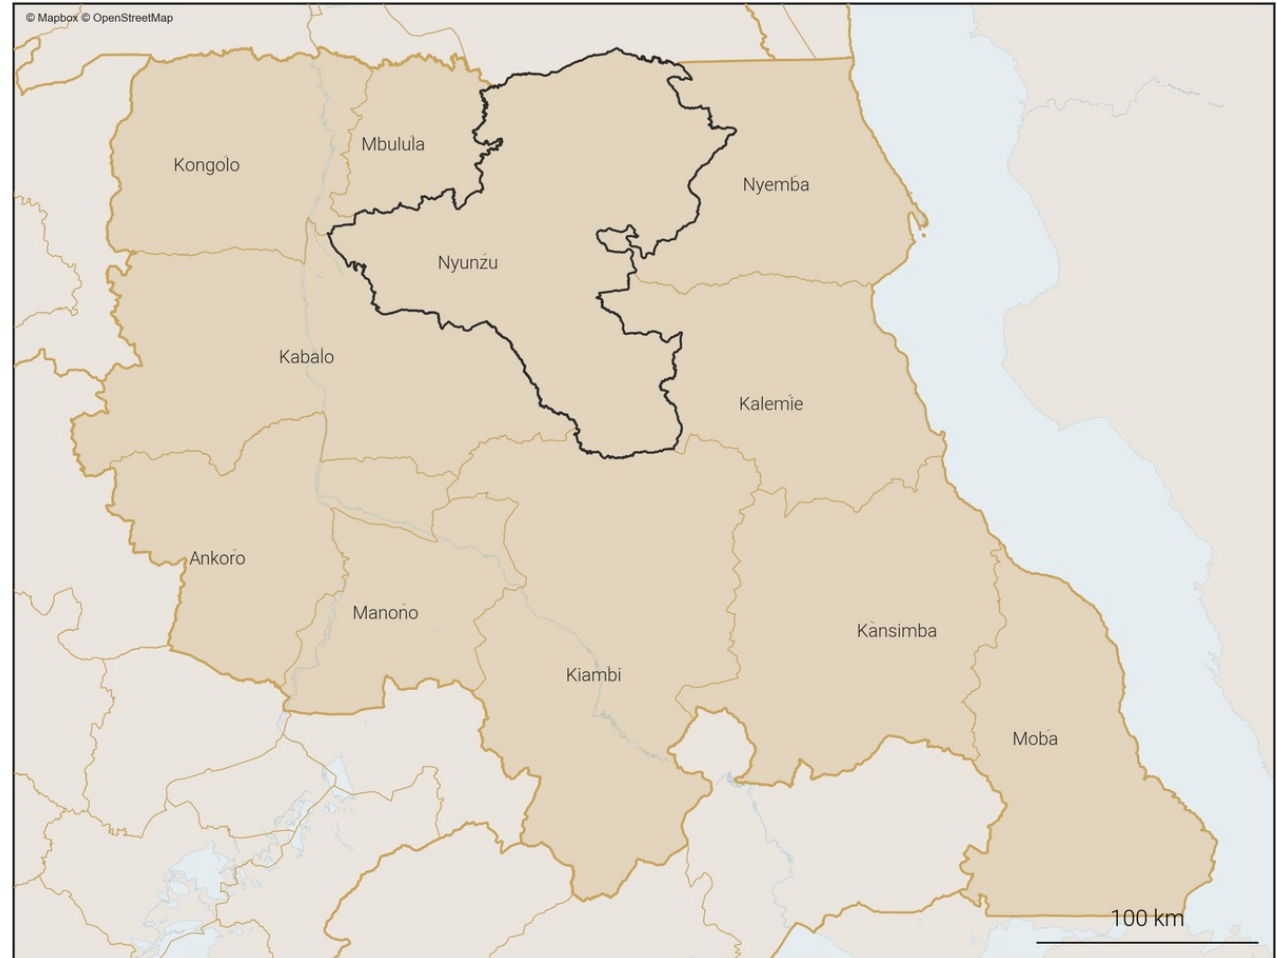 © Mapbox © OpenStreetMap
Mbulula
Kongolo
Nyemba
Nyunzu
Kabalo
Kalemie
Ankoro
Manono
Kansimba
Kiambi
Moba
100 km